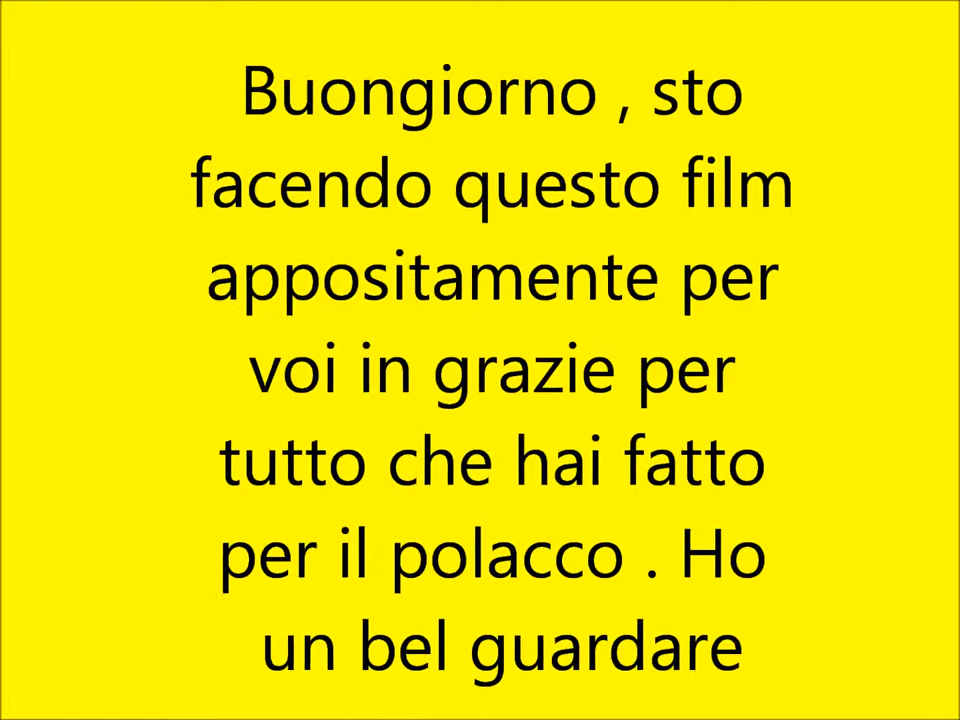 Buongiorno , sto
facendo questo film
appositamente per
voi in grazie per
tutto che hai fatto
per il polacco . Ho
un bel guardare